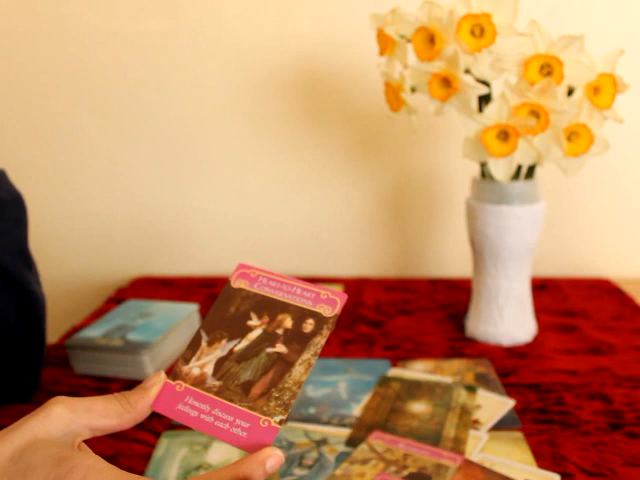 HEART-TO-HEART
CONVERSATIONS
Honestly discuss your
feelings with each other.